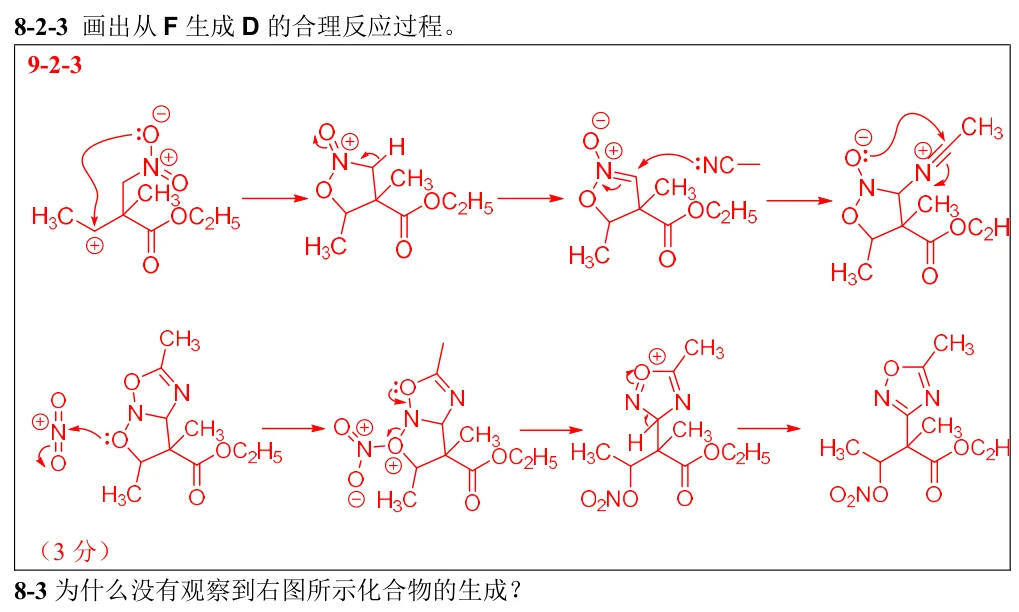 8-2-3 画出从 F 生成 D 的合理反应过程。
9-2-3
H₃C CH₃ O N O OC₂H₅ O
O N H O CH₃ OC₂H₅ O H₃C
O N O CH₃ OC₂H₅ O H₃C :NC
O: N O N CH₃ CH₃ OC₂H O H₃C
O N O CH₃ O N N :O CH₃ OC₂H₅ O H₃C
O N O O N N O CH₃ OC₂H₅ O H₃C
O CH₃ N N H CH₃ H₃C OC₂H₅ O₂NO O
O CH₃ N N CH₃ H₃C OC₂H O₂NO O
（3 分）
8-3 为什么没有观察到右图所示化合物的生成？